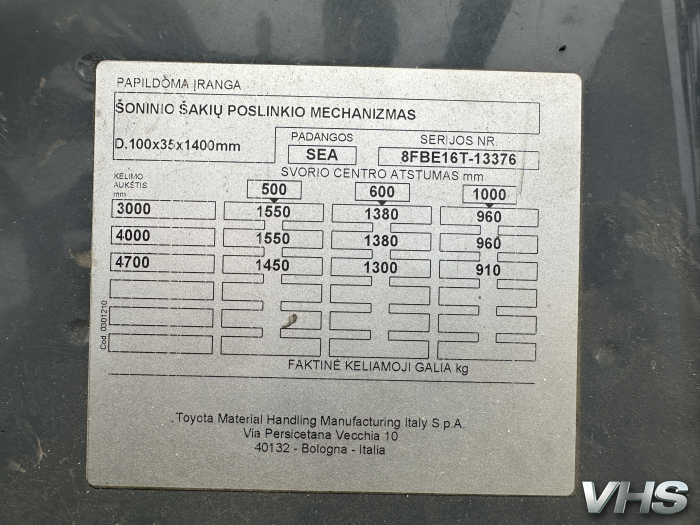 PAPILDOMA ĮRANGA
ŠONINIO ŠAKIŲ POSLINKIO MECHANIZMAS
D.100x35x1400mm
PADANGOS
SEA
SERIJOS NR
8FBE16T-13376
SVORIO CENTRO ATSTUMAS mm
KĖLIMO
AUKŠTIS
mm
500 600 1000
3000 1550 1380 960
4000 1550 1380 960
4700 1450 1300 910
Cod. 0301210
FAKTINĖ KELIAMOJI GALIA kg
Toyota Material Handling Manufacturing Italy S.p.A.
Via Persicetana Vecchia 10
40132 - Bologna - Italia
VHS